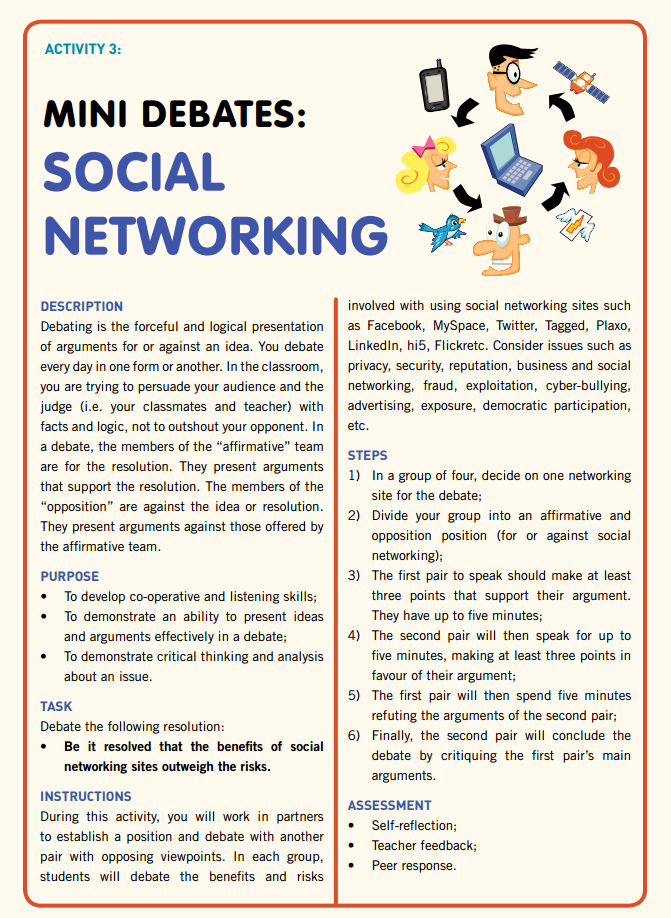 ACTIVITY 3:
MINI DEBATES:
SOCIAL
NETWORKING
DESCRIPTION
Debating is the forceful and logical presentation
of arguments for or against an idea. You debate
every day in one form or another. In the classroom,
you are trying to persuade your audience and the
judge (i.e. your classmates and teacher) with
facts and logic, not to outshout your opponent. In
a debate, the members of the “affirmative” team
are for the resolution. They present arguments
that support the resolution. The members of the
“opposition” are against the idea or resolution.
They present arguments against those offered by
the affirmative team.
PURPOSE
• To develop co-operative and listening skills;
• To demonstrate an ability to present ideas
and arguments effectively in a debate;
• To demonstrate critical thinking and analysis
about an issue.
TASK
Debate the following resolution:
• Be it resolved that the benefits of social
networking sites outweigh the risks.
INSTRUCTIONS
During this activity, you will work in partners
to establish a position and debate with another
pair with opposing viewpoints. In each group,
students will debate the benefits and risks
involved with using social networking sites such
as Facebook, MySpace, Twitter, Tagged, Plaxo,
LinkedIn, hi5, Flickretc. Consider issues such as
privacy, security, reputation, business and social
networking, fraud, exploitation, cyber-bullying,
advertising, exposure, democratic participation,
etc.
STEPS
1) In a group of four, decide on one networking
site for the debate;
2) Divide your group into an affirmative and
opposition position (for or against social
networking);
3) The first pair to speak should make at least
three points that support their argument.
They have up to five minutes;
4) The second pair will then speak for up to
five minutes, making at least three points in
favour of their argument;
5) The first pair will then spend five minutes
refuting the arguments of the second pair;
6) Finally, the second pair will conclude the
debate by critiquing the first pair’s main
arguments.
ASSESSMENT
• Self-reflection;
• Teacher feedback;
• Peer response.